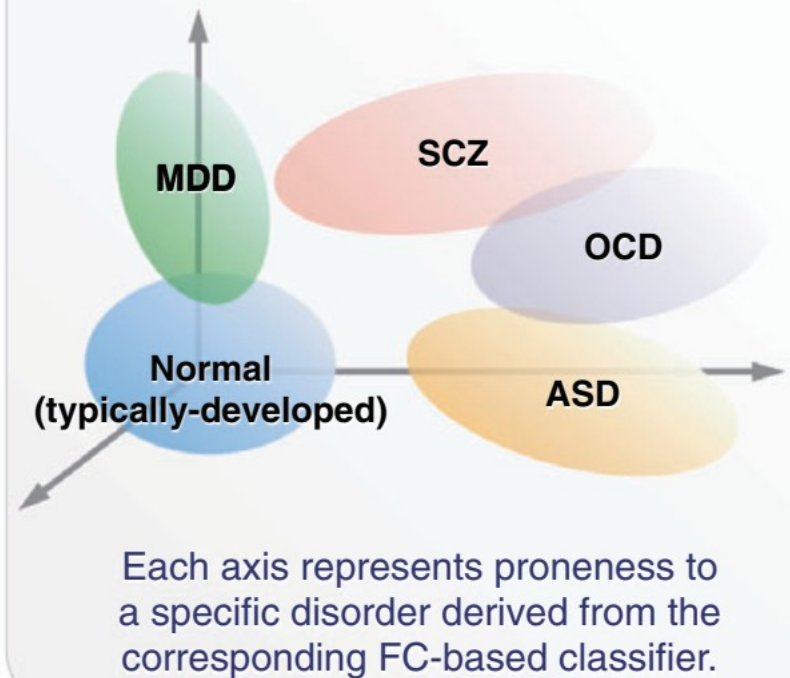 MDD
SCZ
OCD
Normal
(typically-developed)
ASD
Each axis represents proneness to
a specific disorder derived from the
corresponding FC-based classifier.